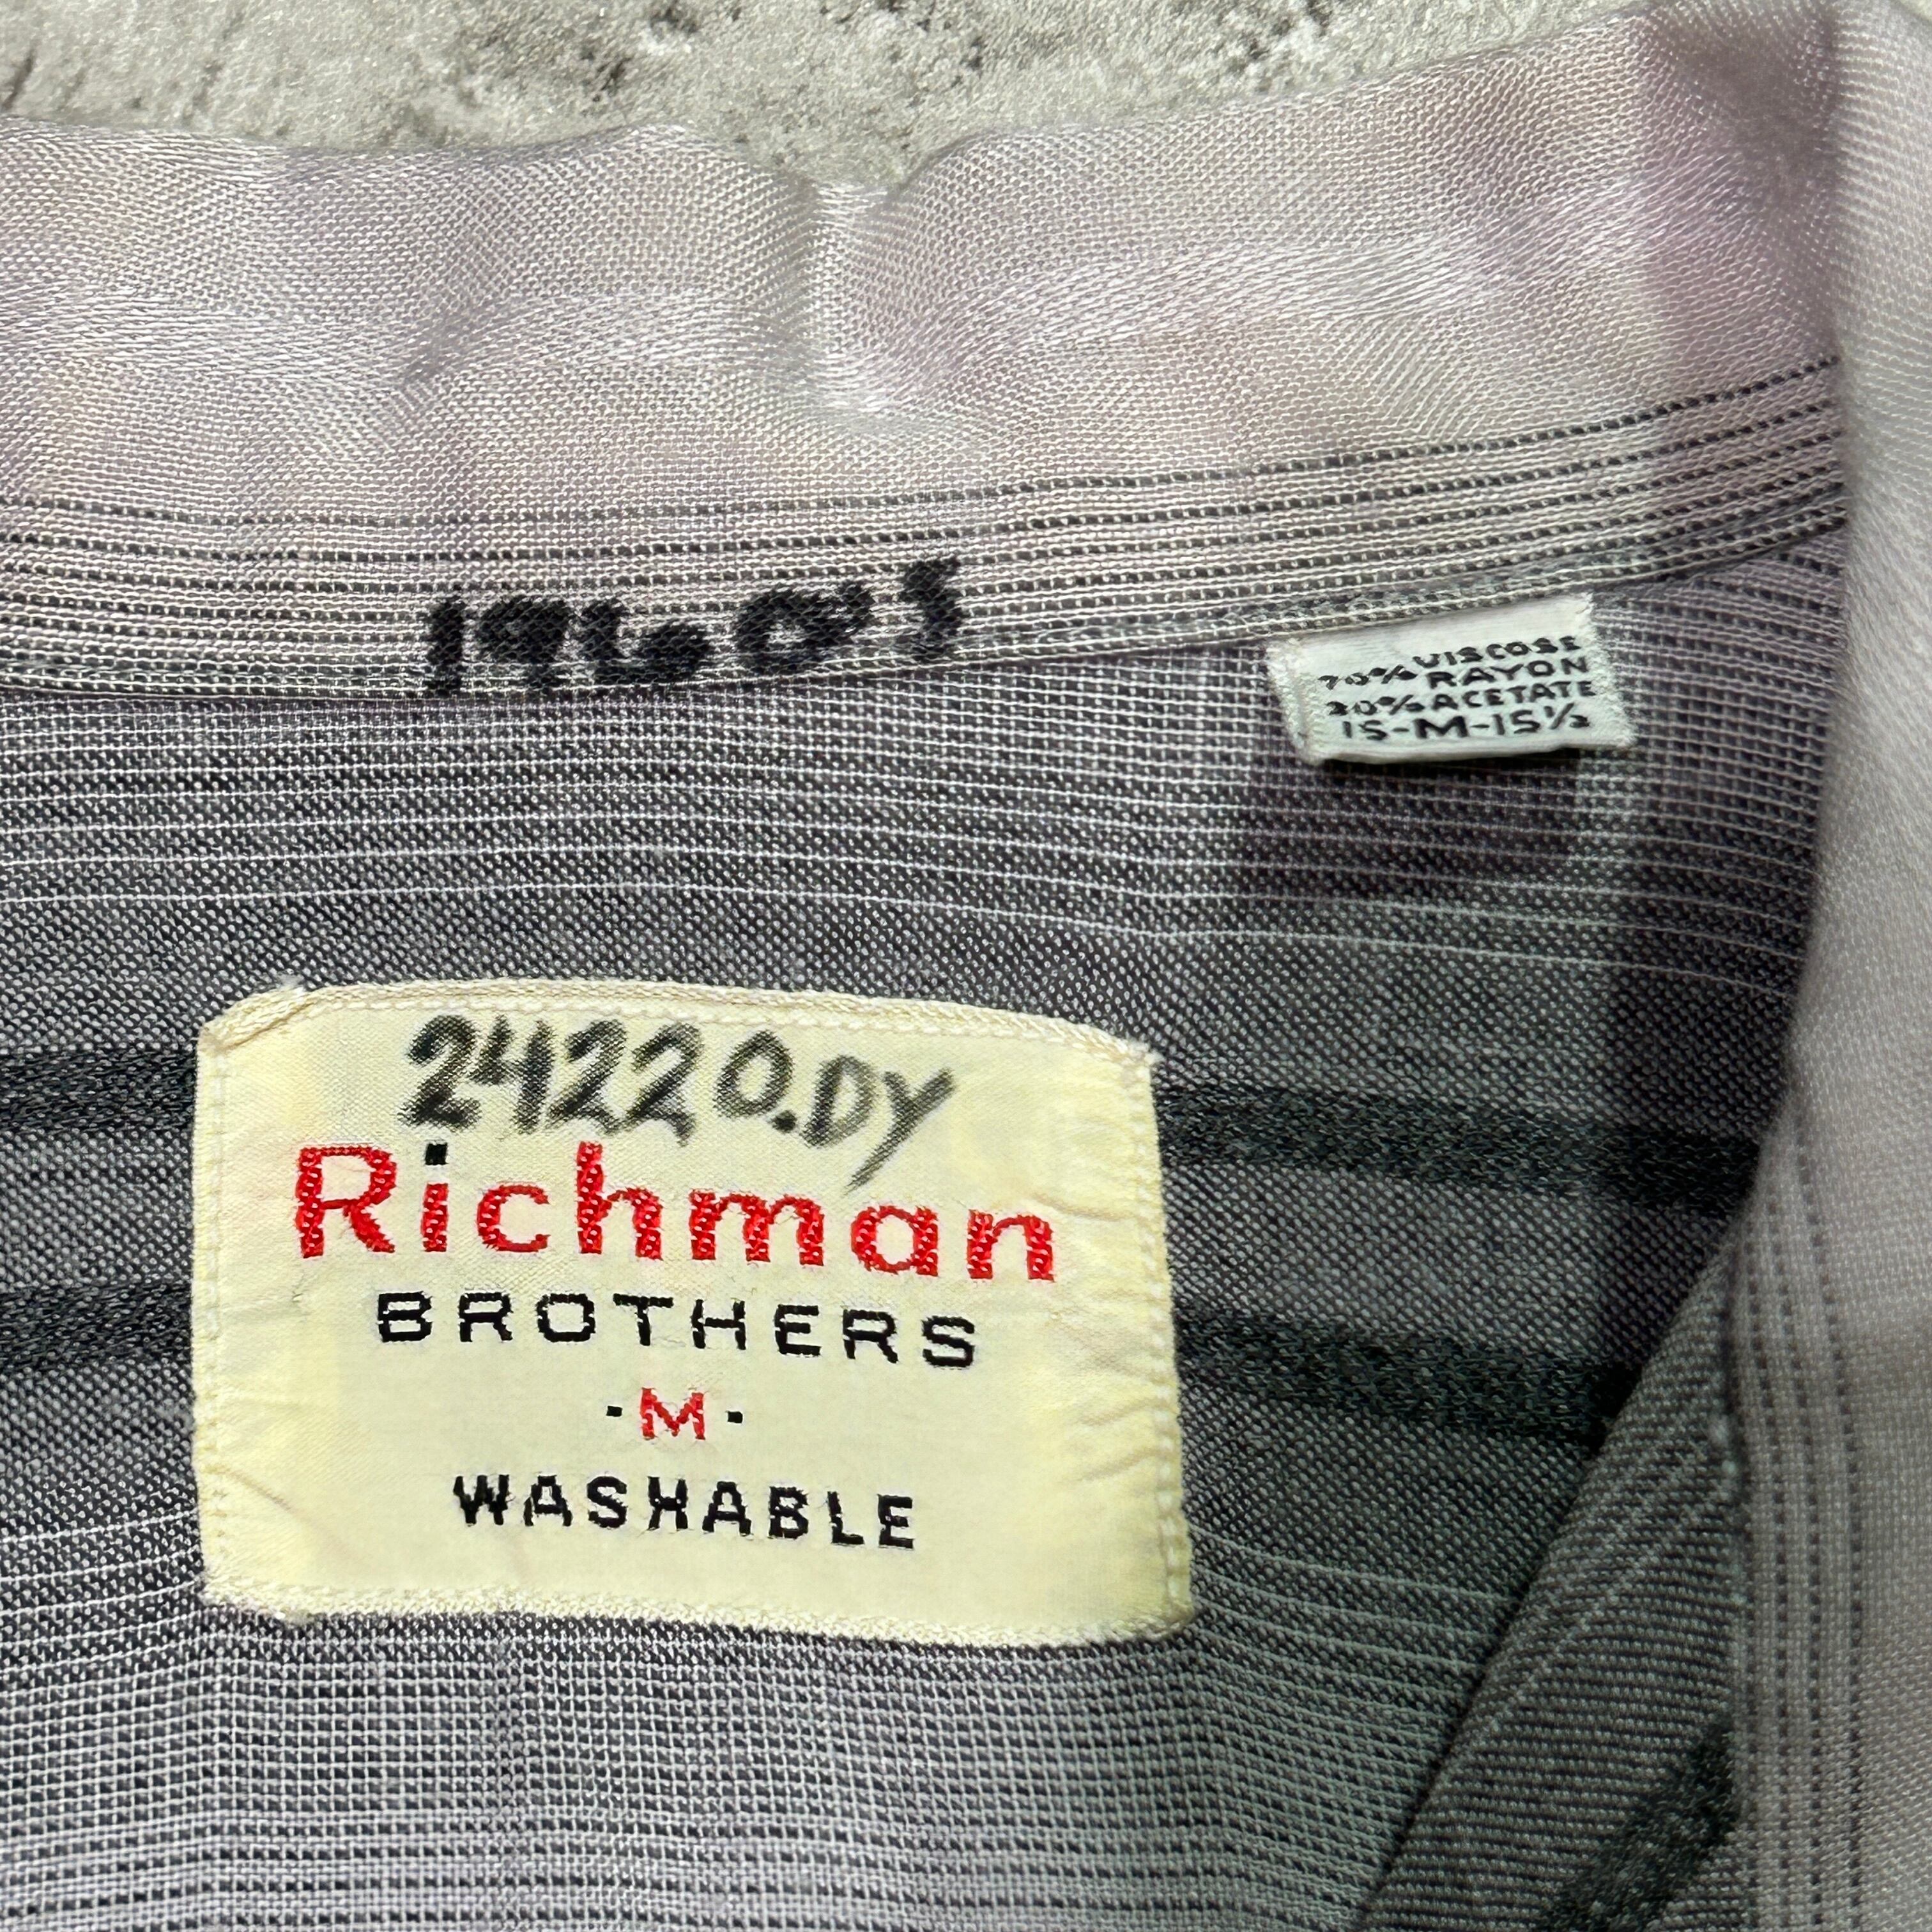 1960's
70% VISCOSE
RAYON
30% ACETATE
15-M-15½
24220.DY
Richman
BROTHERS
·M·
WASHABLE